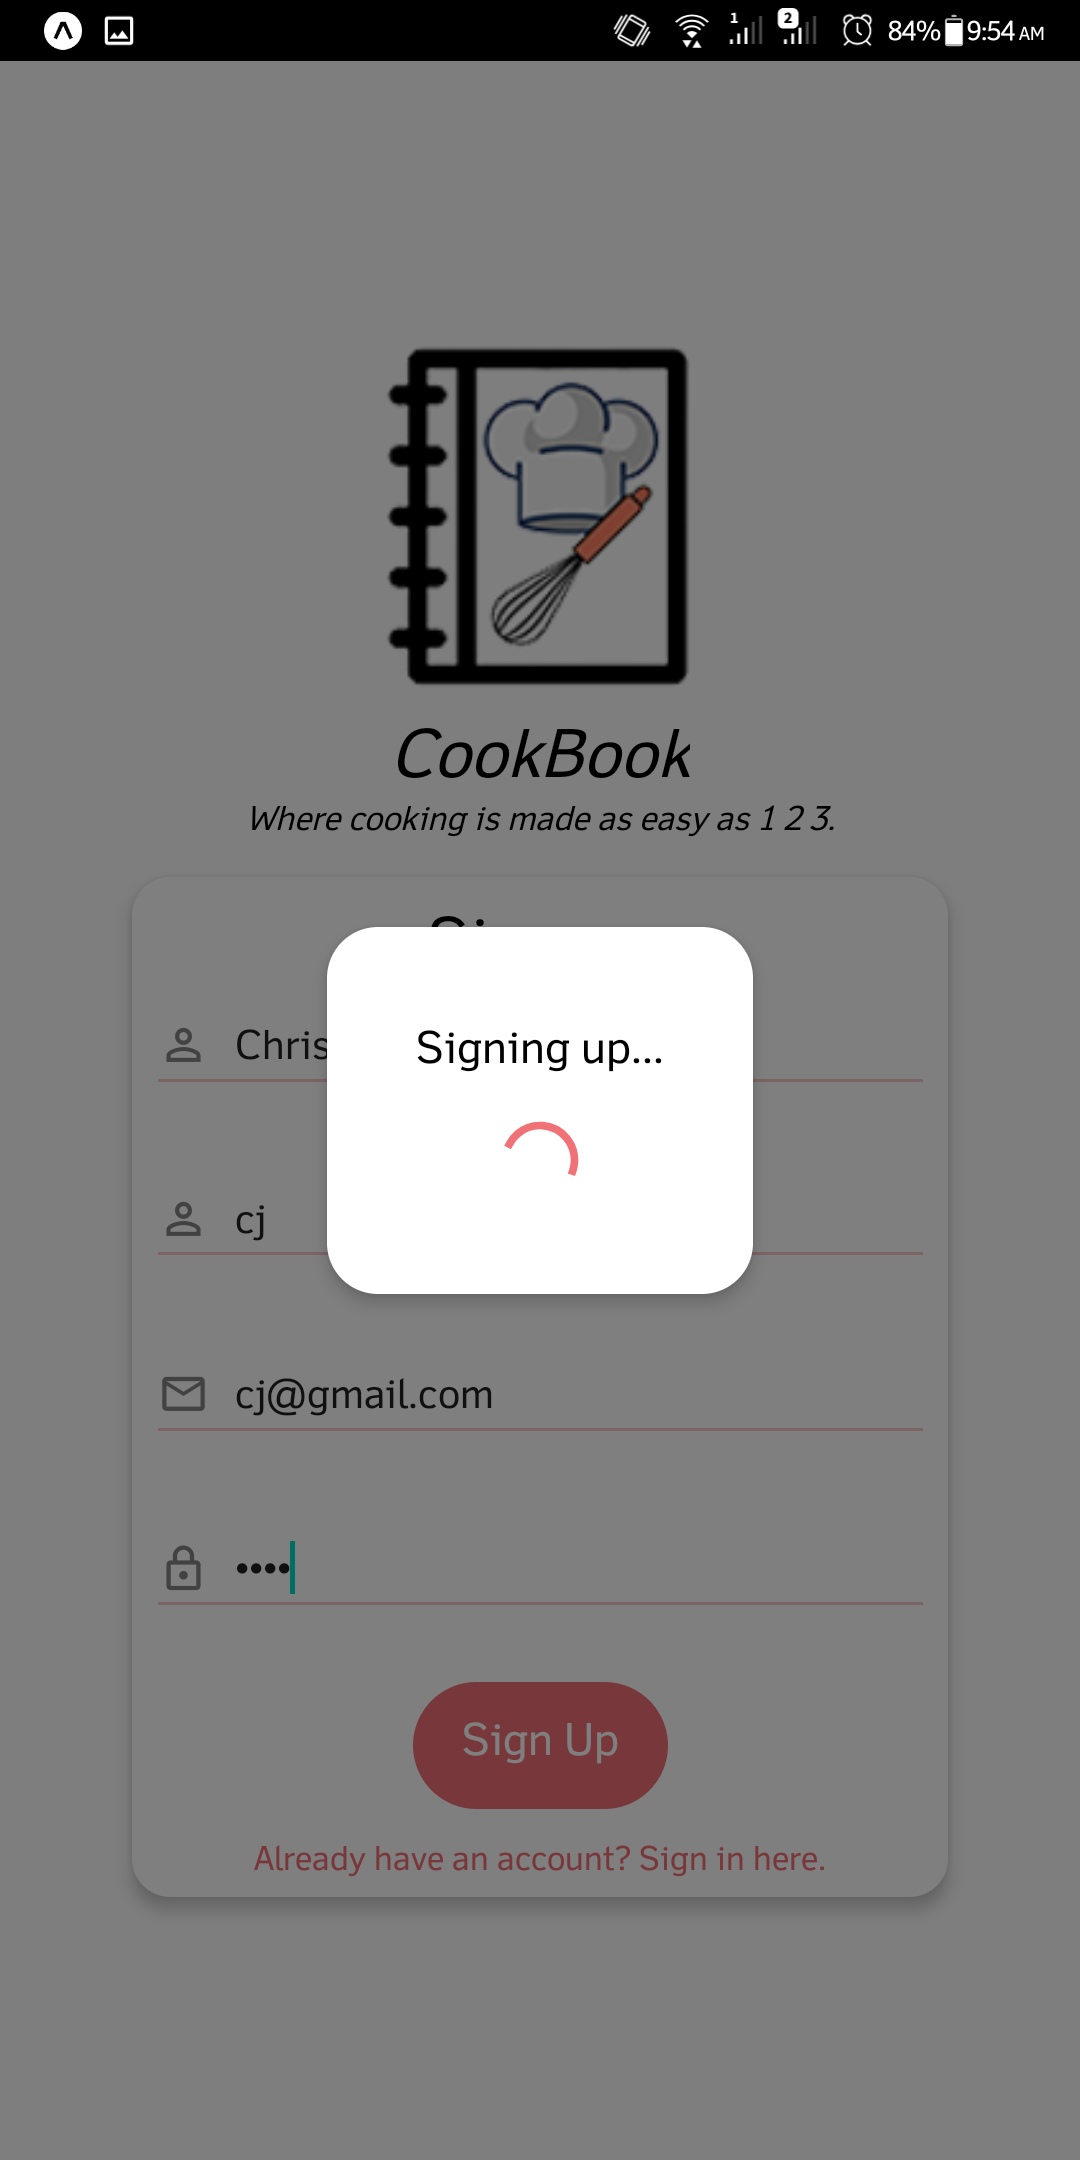 1 2 84% 9:54 AM
CookBook
Where cooking is made as easy as 1 2 3.
Chris
Signing up...
cj
cj@gmail.com
••••
Sign Up
Already have an account? Sign in here.